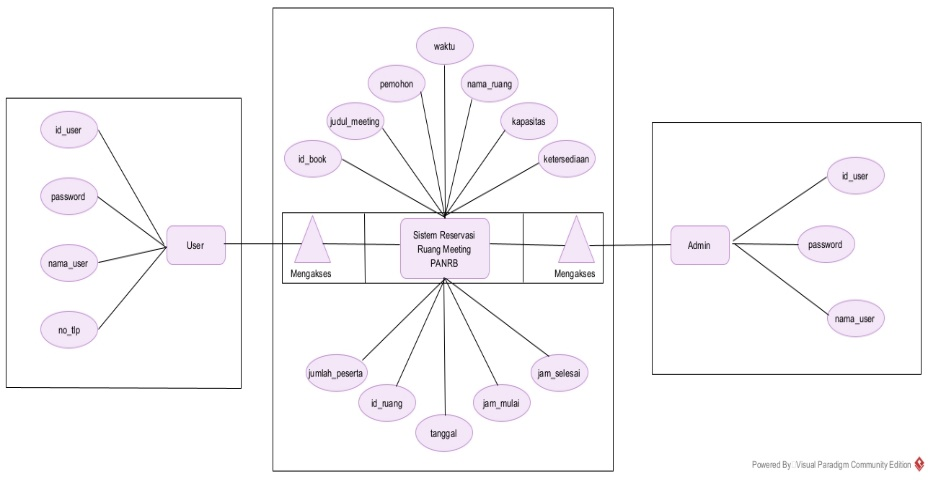 waktu
pemohon
nama_ruang
judul_meeting
kapasitas
id_book
ketersediaan
id_user
password
nama_user
no_tlp
User
Mengakses
Sistem Reservasi
Ruang Meeting
PANRB
Mengakses
Admin
id_user
password
nama_user
jumlah_peserta
id_ruang
tanggal
jam_mulai
jam_selesai
Powered By Visual Paradigm Community Edition